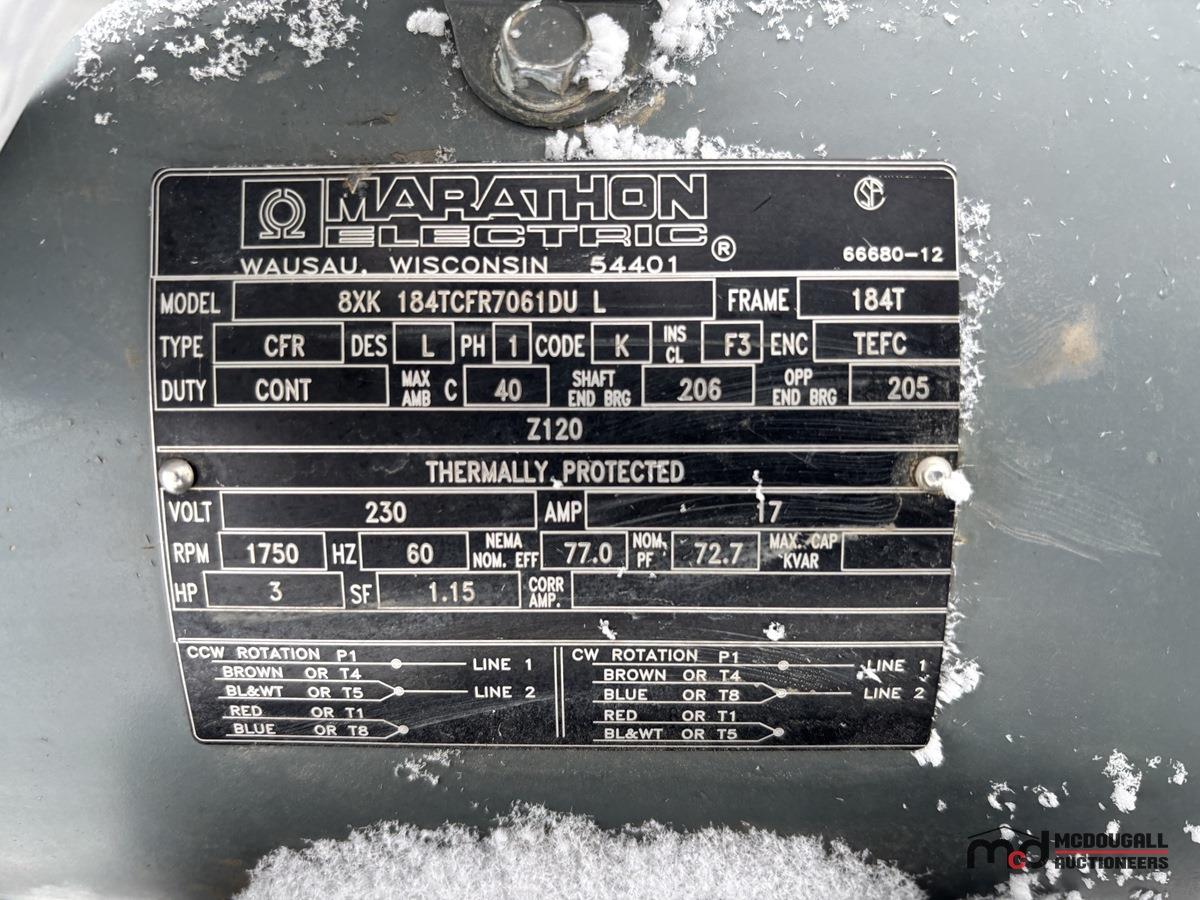 MARATHON
ELECTRIC®
WAUSAU, WISCONSIN 54401
66680-12
MODEL 8XK 184TCFR7061DU L FRAME 184T
TYPE CFR DES L PH 1 CODE K INS CL F3 ENC TEFC
DUTY CONT MAX AMB C 40 SHAFT END BRG 206 OPP END BRG 205
Z120
THERMALLY PROTECTED
VOLT 230 AMP 17
RPM 1750 HZ 60 NEMA NOM. EFF 77.0 NOM. PF 72.7 MAX. CAP KVAR
HP 3 SF 1.15 CORR AMP.
CCW ROTATION P1 LINE 1
BROWN OR T4
BL&WT OR T5 LINE 2
RED OR T1
BLUE OR T8
CW ROTATION P1 LINE 1
BROWN OR T4
BLUE OR T8 LINE 2
RED OR T1
BL&WT OR T5
mcd MCDOUGALL
AUCTIONEERS